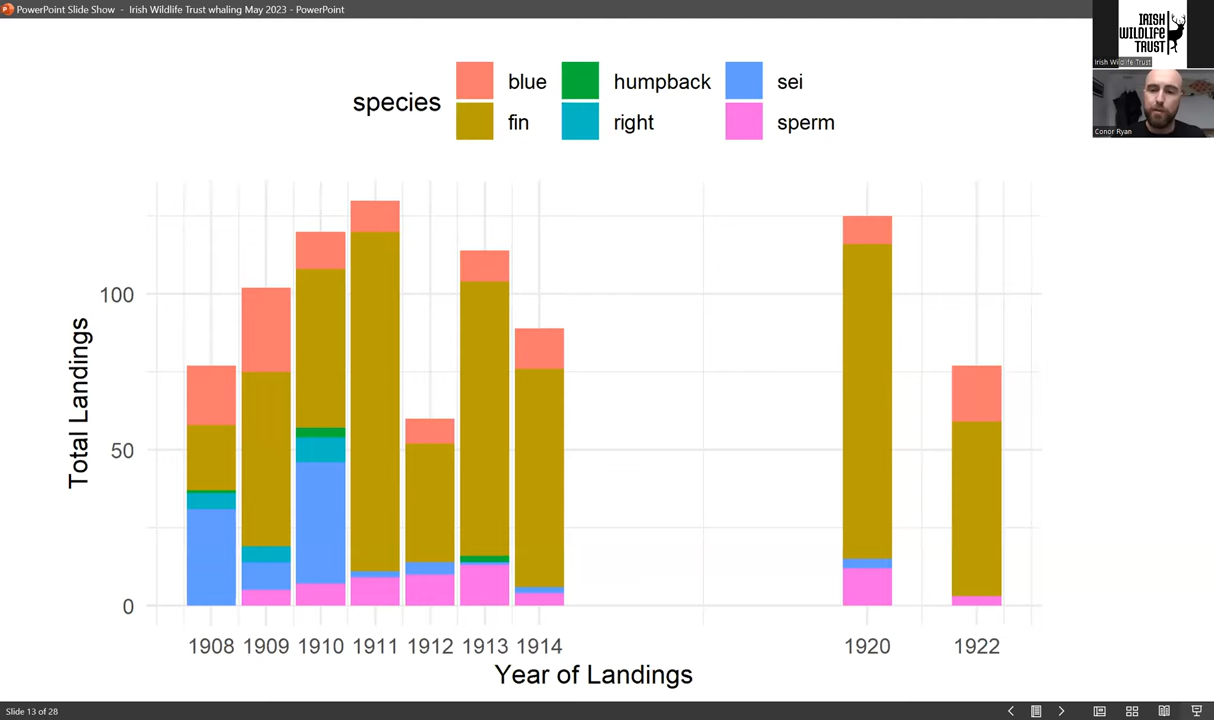 PowerPoint Slide Show - Irish Wildlife Trust whaling May 2023 - PowerPoint
IRISH
WILDLIFE
TRUST
Irish Wildlife Trust
Conor Ryan
species
blue
humpback
sei
fin
right
sperm
Total Landings
100
50
0
1908 1909 1910 1911 1912 1913 1914 1920 1922
Year of Landings
Slide 13 of 28